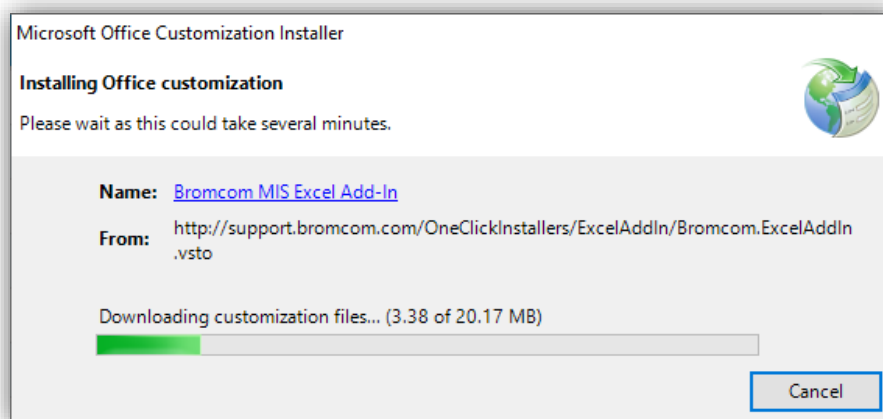 Microsoft Office Customization Installer
Installing Office customization
Please wait as this could take several minutes.
Name: Bromcom MIS Excel Add-In
From: http://support.bromcom.com/OneClickInstallers/ExcelAddIn/Bromcom.ExcelAddIn
.vsto
Downloading customization files... (3.38 of 20.17 MB)
Cancel